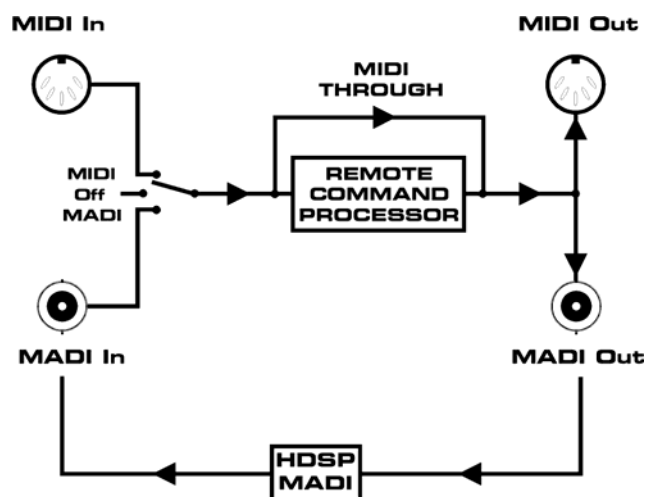 MIDI In
MIDI Out
MIDI
THROUGH
MIDI
Off
MADI
REMOTE
COMMAND
PROCESSOR
MADI In
MADI Out
HDSP
MADI